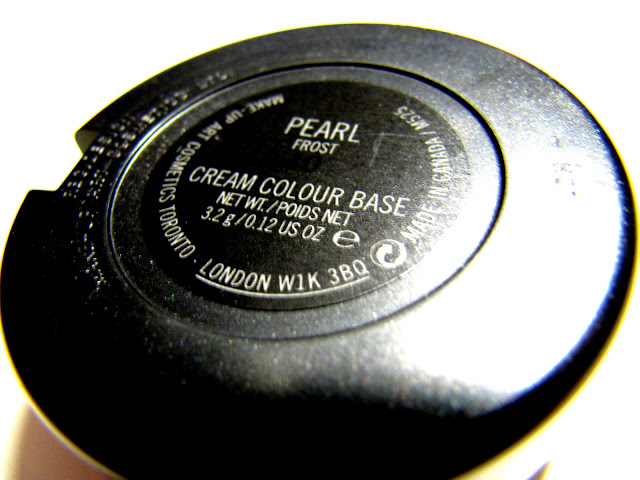 PEARL
FROST
CREAM COLOUR BASE
NET WT./POIDS NET
3.2 g/0.12 US OZ e
MAKE-UP ART COSMETICS TORONTO
LONDON W1K 3BQ
MADE IN CANADA/M525